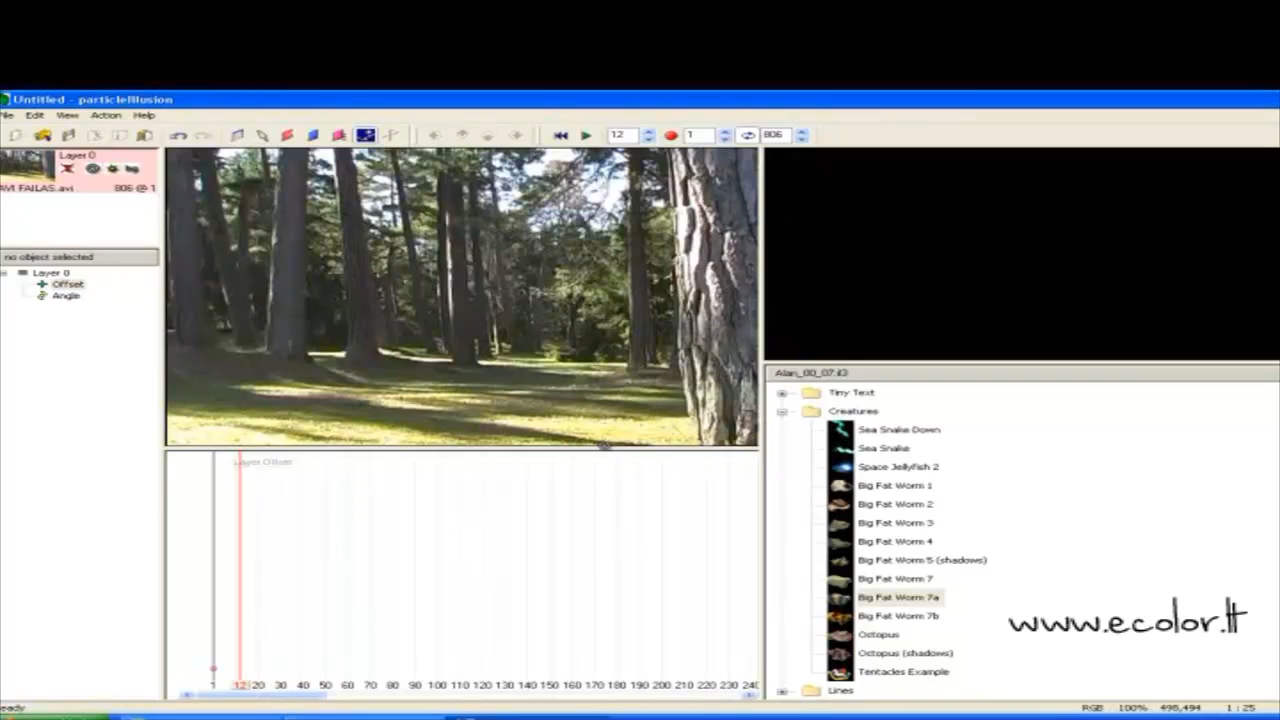 Untitled - particleIllusion
File Edit View Action Help
12 1 806
Layer 0
AVI FAILAS.avi 806 @ 1
no object selected
Layer 0
Offset
Angle
Alan_00_07.il3
Tiny Text
Creatures
Sea Snake Down
Sea Snake
Space Jellyfish 2
Big Fat Worm 1
Big Fat Worm 2
Big Fat Worm 3
Big Fat Worm 4
Big Fat Worm 5 (shadows)
Big Fat Worm 7
Big Fat Worm 7a
Big Fat Worm 7b
Octopus
Octopus (shadows)
Tentacles Example
Lines
www.ecolor.lt
Layer Offset
1 12 20 30 40 50 60 70 80 90 100 110 120 130 140 150 160 170 180 190 200 210 220 230 240
eady
RGB 100% 498,494 1 : 25